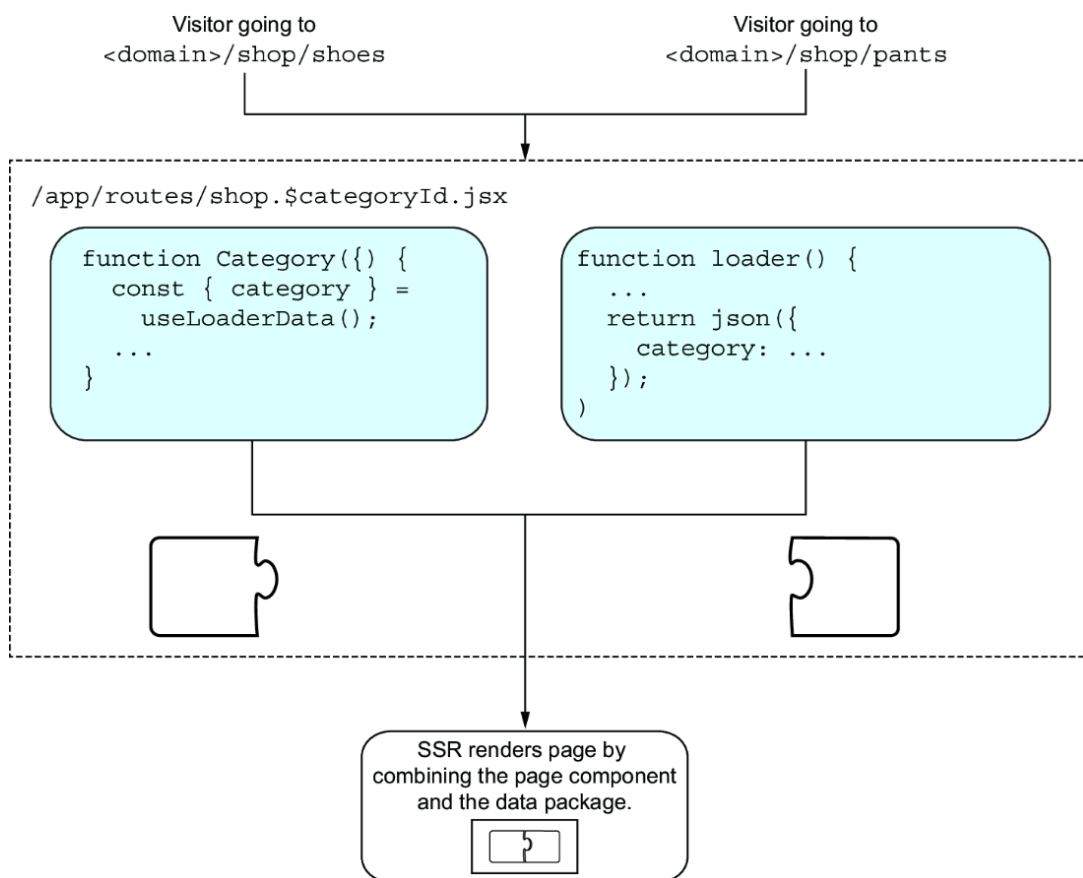 Visitor going to
<domain>/shop/shoes
Visitor going to
<domain>/shop/pants
/app/routes/shop.$categoryId.jsx
function Category({) {
  const { category } =
    useLoaderData();
  ...
}
function loader() {
  ...
  return json({
    category: ...
  });
)
SSR renders page by
combining the page component
and the data package.